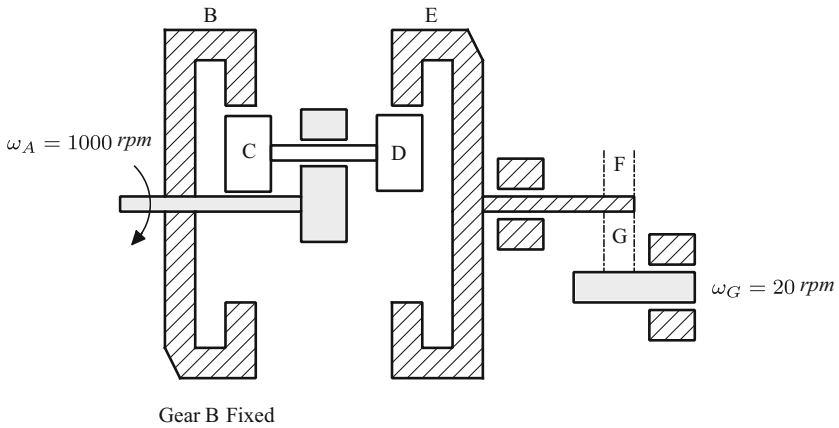 B
E
ω_A = 1000 rpm
C
D
F
G
ω_G = 20 rpm
Gear B Fixed